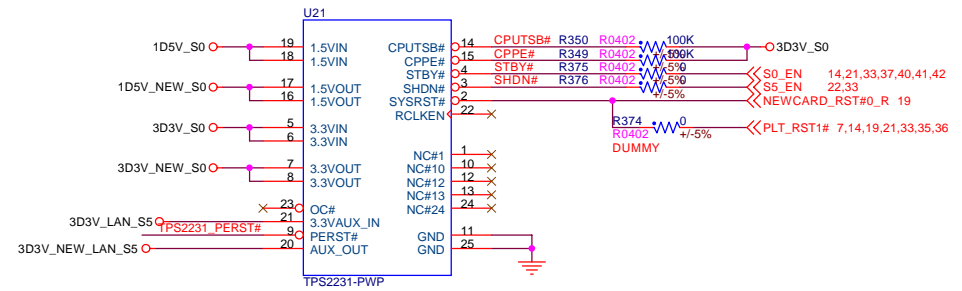 U21
1D5V_S0 19 1.5VIN CPUTSB# 14 CPUTSB# R350 R0402 100K 3D3V_S0
18 1.5VIN CPPE# 15 CPPE# R349 R0402 +/-5% 100K
STBY# 4 STBY# R375 R0402 +/-5% 0 S0_EN 14,21,33,37,40,41,42
1D5V_NEW_S0 17 1.5VOUT SHDN# 3 SHDN# R376 R0402 +/-5% 0 S5_EN 22,33
16 1.5VOUT SYSRST# 2 +/-5% NEWCARD_RST#0_R 19
RCLKEN 22
3D3V_S0 5 3.3VIN R374 0 PLT_RST1# 7,14,19,21,33,35,36
6 3.3VIN R0402 +/-5%
DUMMY
NC#1 1
3D3V_NEW_S0 7 3.3VOUT NC#10 10
8 3.3VOUT NC#12 12
NC#13 13
23 OC# NC#24 24
3D3V_LAN_S5 21 3.3VAUX_IN
TPS2231_PERST# 9 PERST# GND 11
3D3V_NEW_LAN_S5 20 AUX_OUT GND 25
TPS2231-PWP